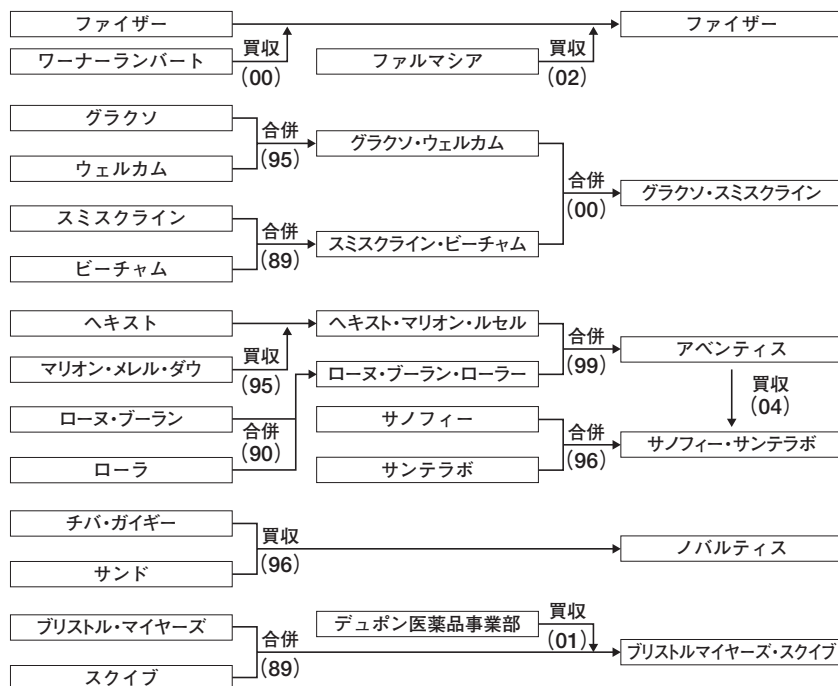 ファイザー
買収
(00)
ワーナーランバート
ファルマシア
買収
(02)
ファイザー
グラクソ
ウェルカム
合併
(95)
グラクソ・ウェルカム
スミスクライン
ビーチャム
合併
(89)
スミスクライン・ビーチャム
合併
(00)
グラクソ・スミスクライン
ヘキスト
マリオン・メレル・ダウ
買収
(95)
ヘキスト・マリオン・ルセル
ローヌ・プーラン
ローラ
合併
(90)
ローヌ・プーラン・ローラー
合併
(99)
アベンティス
買収
(04)
サノフィー
サンテラボ
合併
(96)
サノフィー・サンテラボ
チバ・ガイギー
サンド
買収
(96)
ノバルティス
ブリストル・マイヤーズ
スクイブ
合併
(89)
デュポン医薬品事業部
買収
(01)
ブリストルマイヤーズ・スクイブ